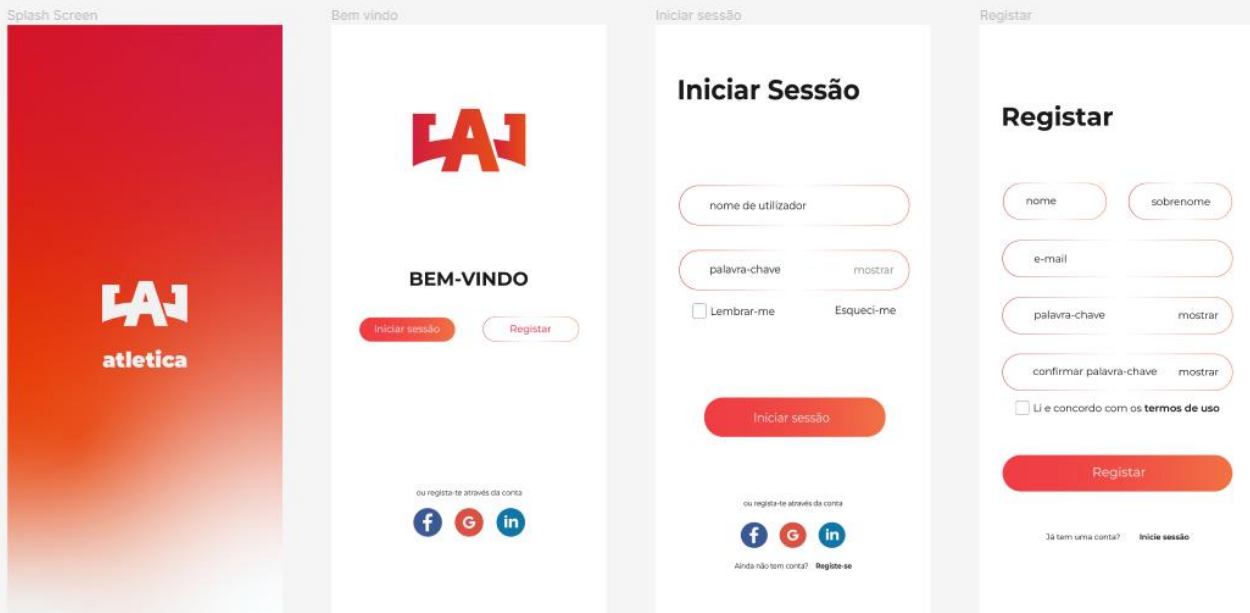 Splash Screen
atletica
Bem vindo
BEM-VINDO
Iniciar sessão
Registar
ou regista-te através da conta
Iniciar sessão
Iniciar Sessão
nome de utilizador
palavra-chave mostrar
Lembrar-me Esqueci-me
Iniciar sessão
ou regista-te através da conta
Ainda não tem conta? Registe-se
Registar
Registar
nome sobrenome
e-mail
palavra-chave mostrar
confirmar palavra-chave mostrar
Li e concordo com os termos de uso
Registar
Já tem uma conta? Inicie sessão